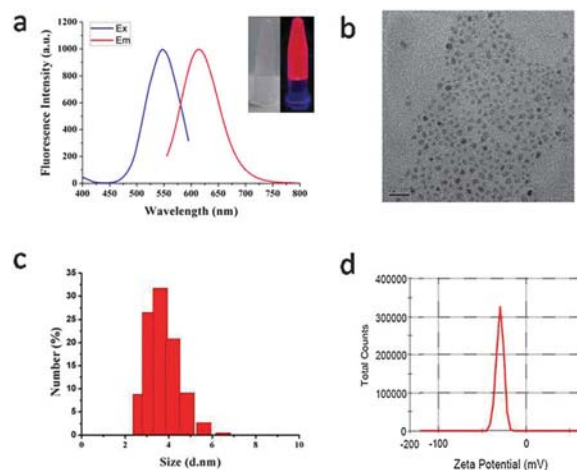 a
Ex
Em
Fluoresence Intensity (a.u.)
1000
800
600
400
200
0
400 450 500 550 600 650 700 750 800
Wavelength (nm)
b
c
Number (%)
35
30
25
20
15
10
5
0
0 2 4 6 8 10
Size (d.nm)
d
Total Counts
400000
300000
200000
100000
0
-200 -100 0
Zeta Potential (mV)